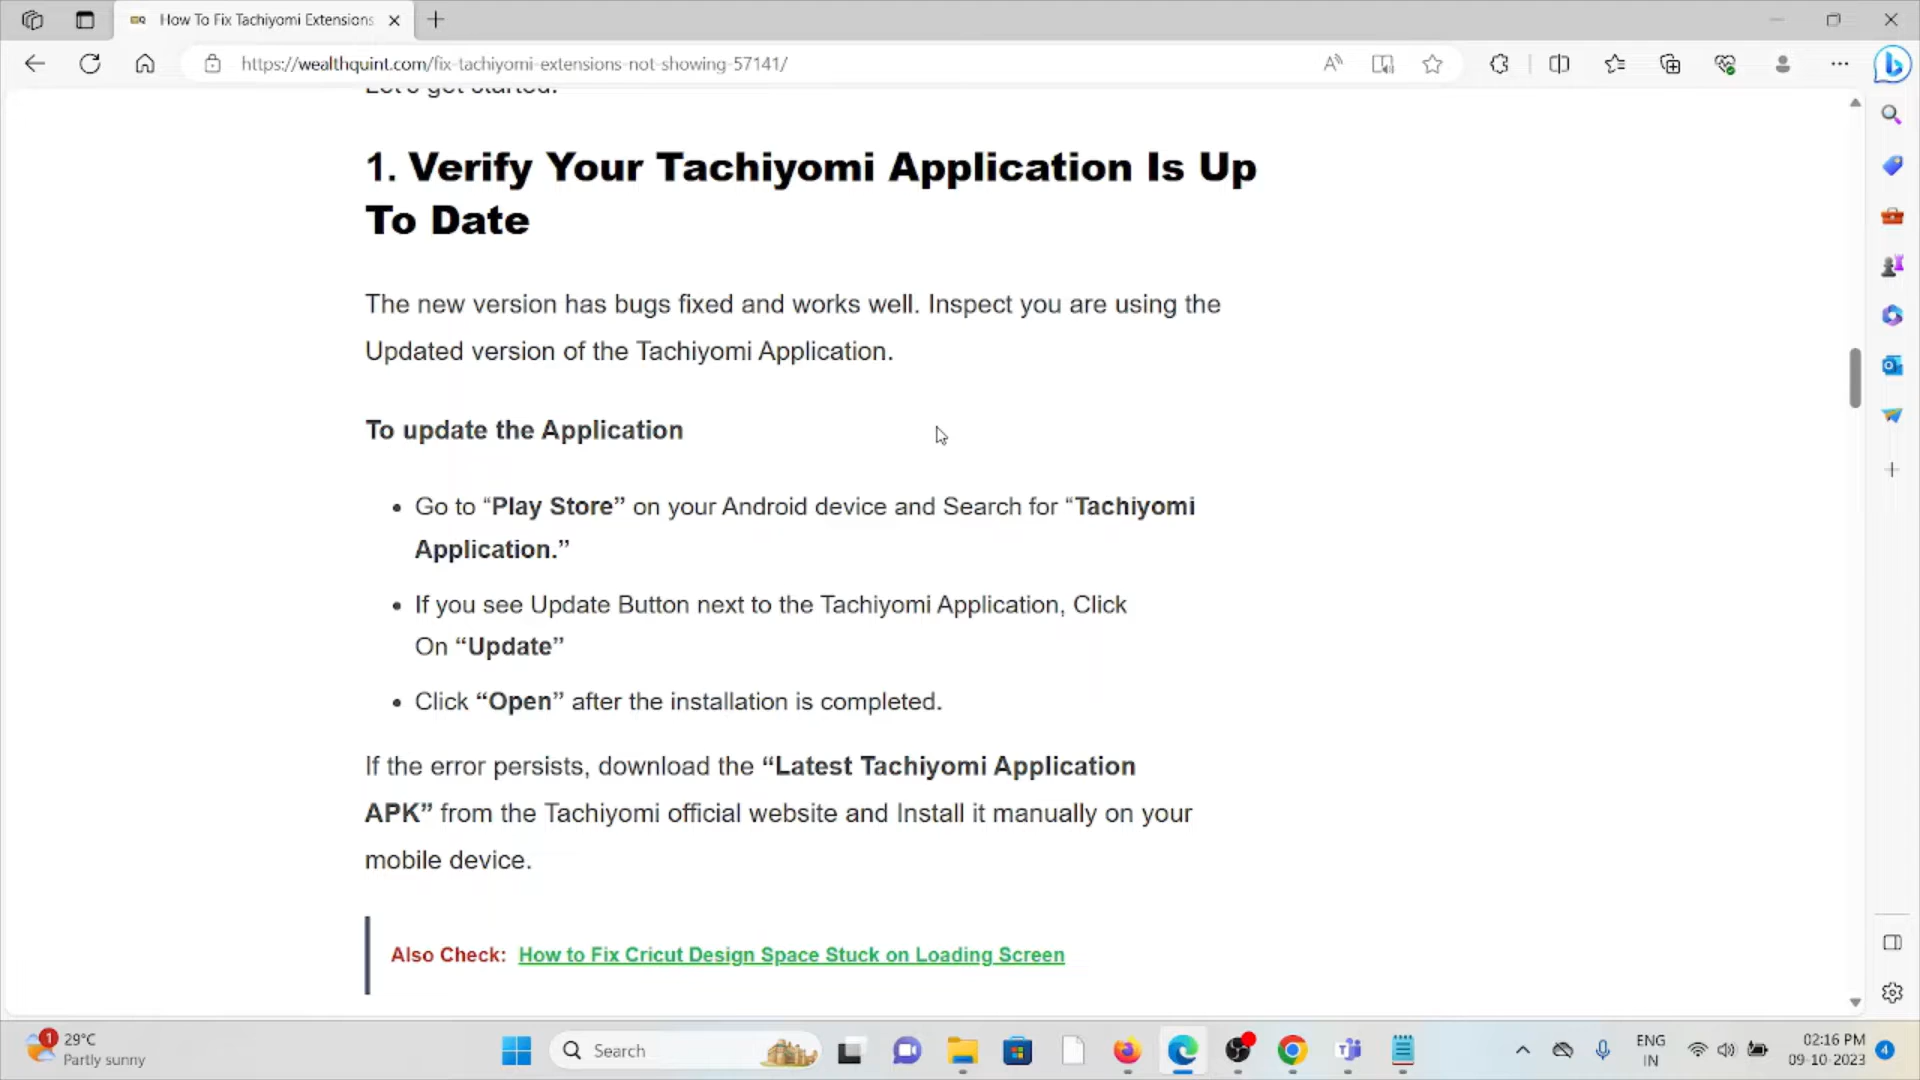 How To Fix Tachiyomi Extensions
https://wealthquint.com/fix-tachiyomi-extensions-not-showing-57141/
Let's get started.
1. Verify Your Tachiyomi Application Is Up
To Date
The new version has bugs fixed and works well. Inspect you are using the
Updated version of the Tachiyomi Application.
To update the Application
• Go to “Play Store” on your Android device and Search for “Tachiyomi
Application.”
• If you see Update Button next to the Tachiyomi Application, Click
On “Update”
• Click “Open” after the installation is completed.
If the error persists, download the “Latest Tachiyomi Application
APK” from the Tachiyomi official website and Install it manually on your
mobile device.
Also Check: How to Fix Cricut Design Space Stuck on Loading Screen
1
29°C
Partly sunny
Search
ENG
IN
02:16 PM
09-10-2023
4